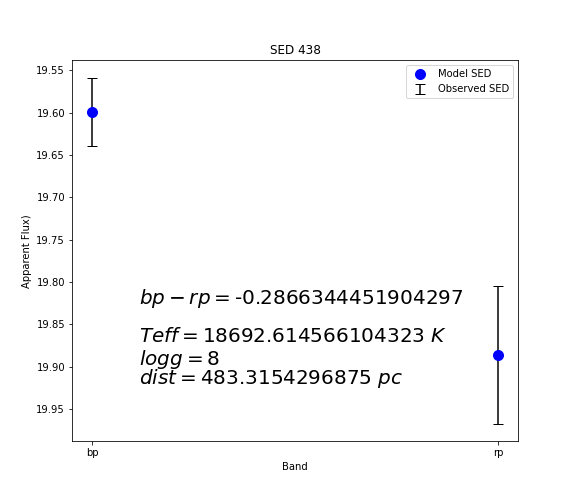 SED 438
19.55
19.60
19.65
19.70
19.75
19.80
19.85
19.90
19.95
Apparent Flux)
Model SED
Observed SED
bp − rp = -0.2866344451904297
Teff = 18692.614566104323 K
logg = 8
dist = 483.3154296875 pc
bp
rp
Band